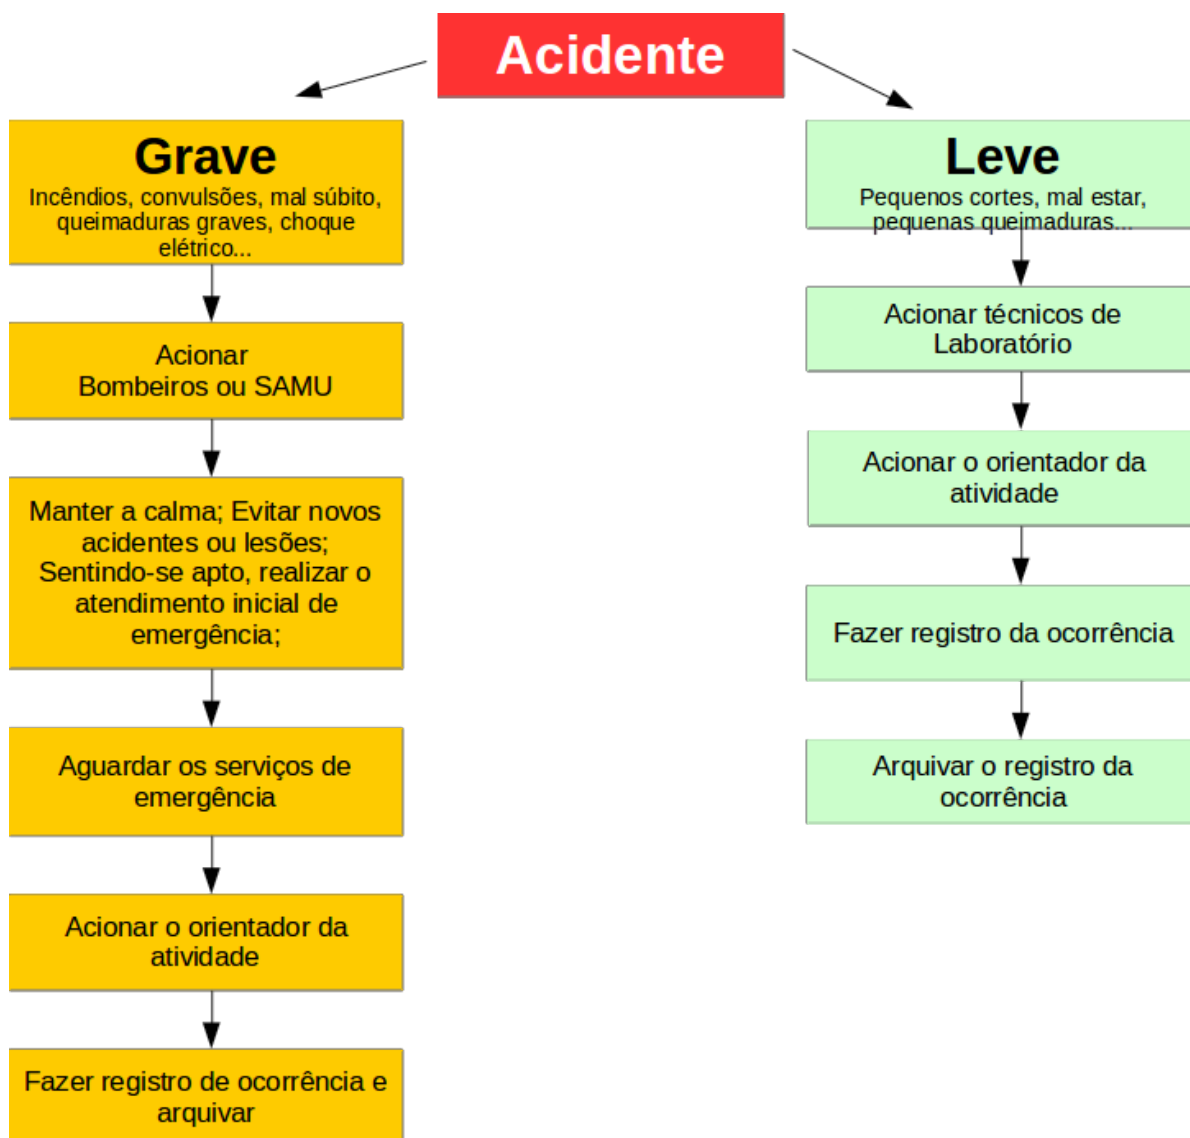 Acidente
Grave
Incêndios, convulsões, mal súbito,
queimaduras graves, choque
elétrico...
Acionar
Bombeiros ou SAMU
Manter a calma; Evitar novos
acidentes ou lesões;
Sentindo-se apto, realizar o
atendimento inicial de
emergência;
Aguardar os serviços de
emergência
Acionar o orientador da
atividade
Fazer registro de ocorrência e
arquivar
Leve
Pequenos cortes, mal estar,
pequenas queimaduras...
Acionar técnicos de
Laboratório
Acionar o orientador da
atividade
Fazer registro da ocorrência
Arquivar o registro da
ocorrência